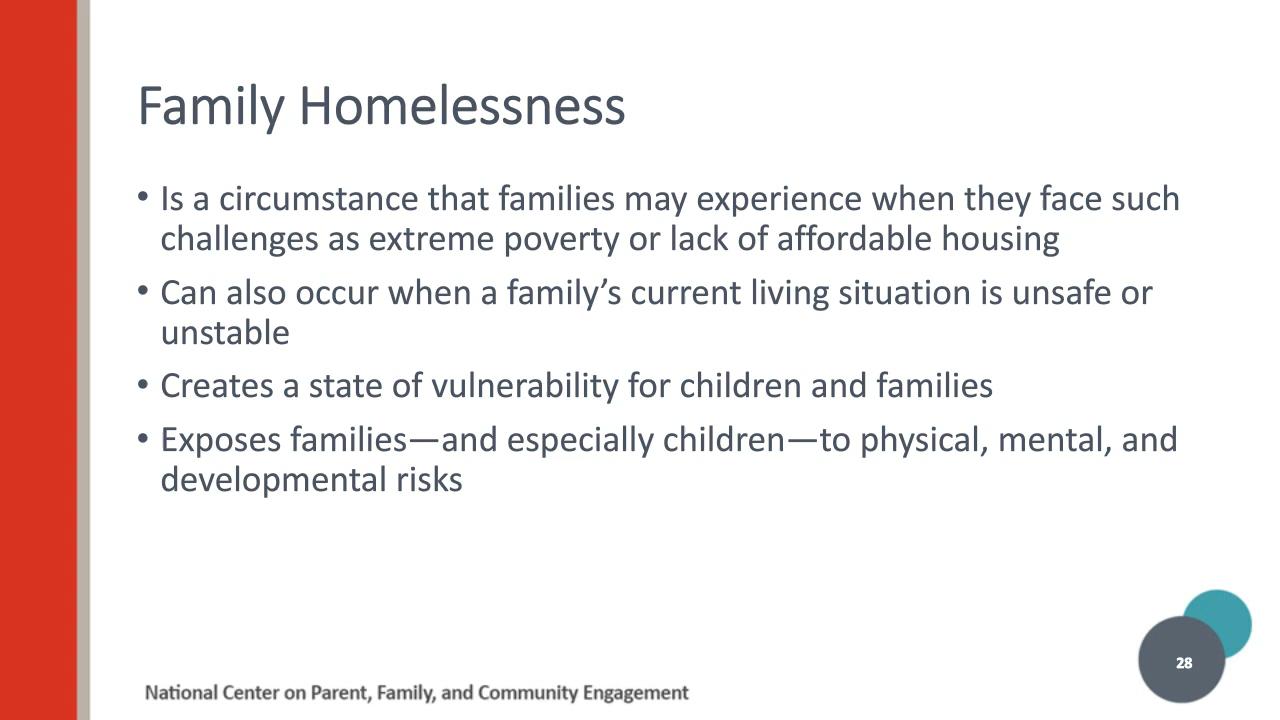 Family Homelessness
• Is a circumstance that families may experience when they face such
challenges as extreme poverty or lack of affordable housing
• Can also occur when a family’s current living situation is unsafe or
unstable
• Creates a state of vulnerability for children and families
• Exposes families—and especially children—to physical, mental, and
developmental risks
28
National Center on Parent, Family, and Community Engagement